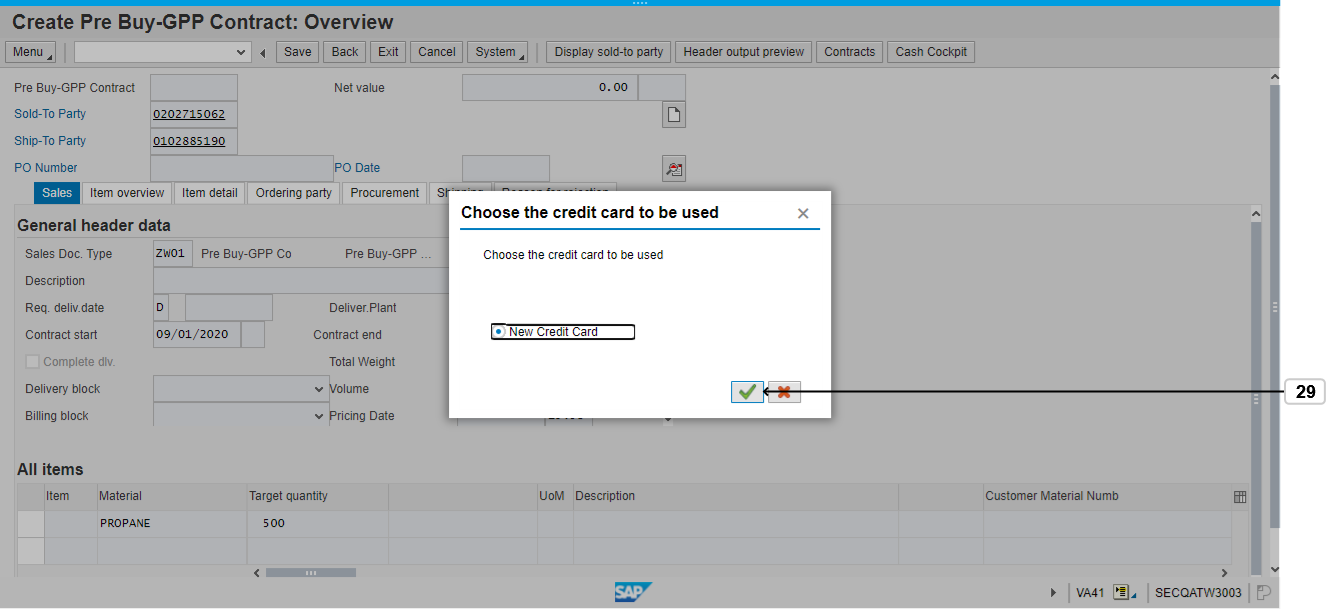 Create Pre Buy-GPP Contract: Overview
Menu Save Back Exit Cancel System Display sold-to party Header output preview Contracts Cash Cockpit
Pre Buy-GPP Contract Net value 0.00
Sold-To Party 0202715062
Ship-To Party 0102885190
PO Number PO Date
Sales Item overview Item detail Ordering party Procurement Shipping Reason for rejection
General header data
Sales Doc. Type ZW01 Pre Buy-GPP Co Pre Buy-GPP ...
Description
Req. deliv.date D Deliver.Plant
Contract start 09/01/2020 Contract end
Complete dlv. Total Weight
Delivery block Volume
Billing block Pricing Date
Choose the credit card to be used
Choose the credit card to be used
New Credit Card
29
All items
Item Material Target quantity UoM Description Customer Material Numb
PROPANE 500
SAP VA41 SECQATW3003